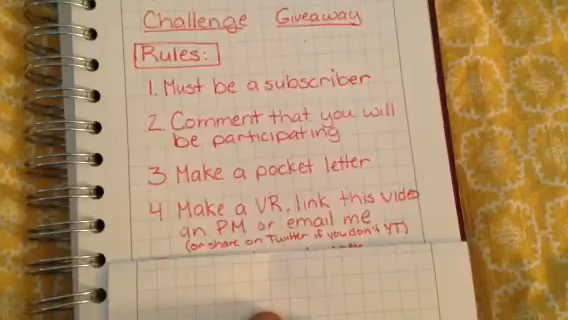 Challenge Giveaway
Rules:
1. Must be a subscriber
2. Comment that you will
be participating
3 Make a pocket letter
4 Make a VR, link this video
an PM or email me
(or share on Twitter if you don't YT)